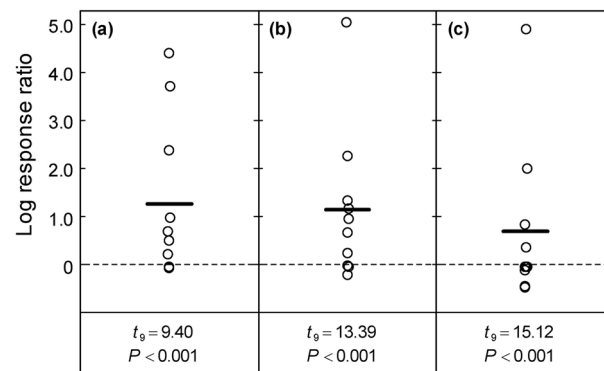 Log response ratio
5.0
4.0
3.0
2.0
1.0
0
(a)
(b)
(c)
t₉ = 9.40
P < 0.001
t₉ = 13.39
P < 0.001
t₉ = 15.12
P < 0.001